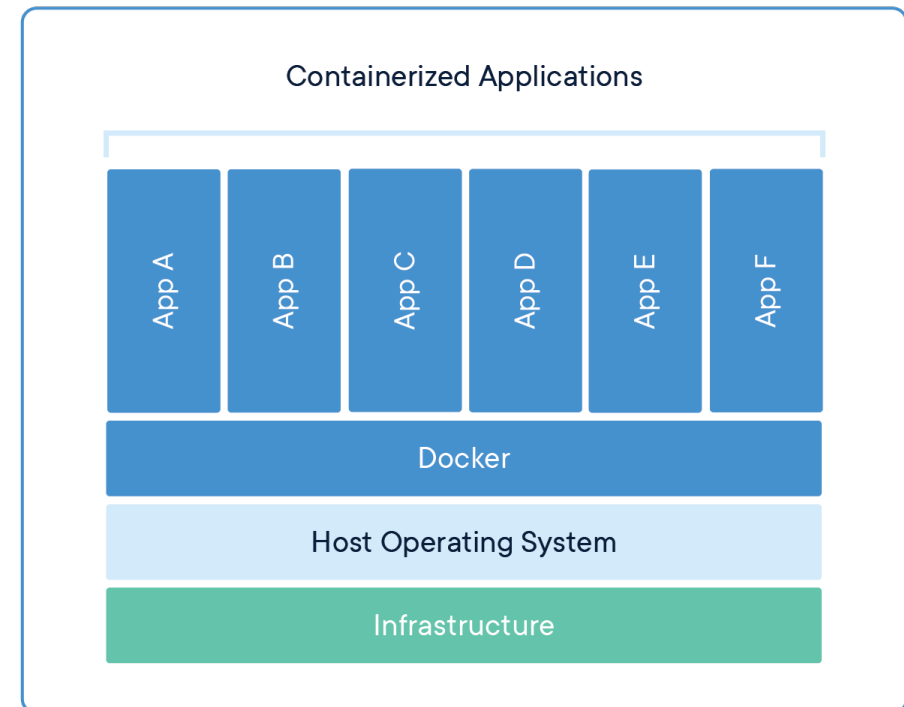 Containerized Applications
App A
App B
App C
App D
App E
App F
Docker
Host Operating System
Infrastructure